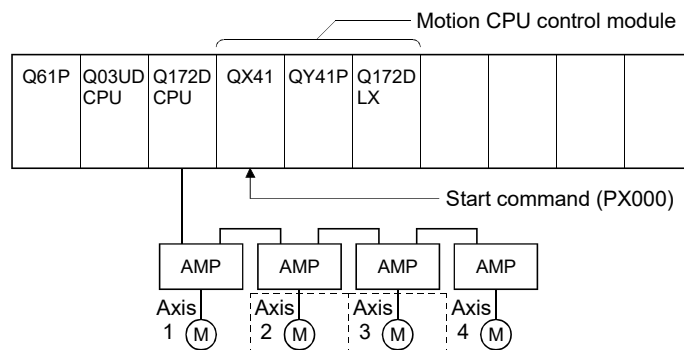 Motion CPU control module
Q61P
Q03UD
CPU
Q172D
CPU
QX41
QY41P
Q172D
LX
Start command (PX000)
AMP
AMP
AMP
AMP
Axis
1
M
Axis
2
M
Axis
3
M
Axis
4
M